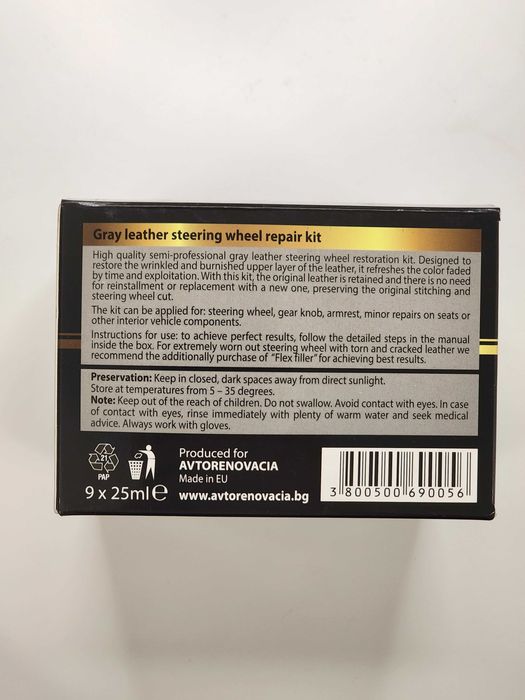 Gray leather steering wheel repair kit
High quality semi-professional gray leather steering wheel restoration kit. Designed to
restore the wrinkled and burnished upper layer of the leather, it refreshes the color faded
by time and exploitation. With this kit, the original leather is retained and there is no need
for reinstallation or replacement with a new one, preserving the original stitching and
steering wheel cut.
The kit can be applied for: steering wheel, gear knob, armrest, minor repairs on seats or
other interior vehicle components.
Instructions for use: to achieve perfect results, follow the detailed steps in the manual
inside the box. For extremely worn out steering wheel with torn and cracked leather we
recommend the additionally purchase of "Flex filler" for achieving best results.
Preservation: Keep in closed, dark spaces away from direct sunlight.
Store at temperatures from 5 – 35 degrees.
Note: Keep out of the reach of children. Do not swallow. Avoid contact with eyes. In case
of contact with eyes, rinse immediately with plenty of warm water and seek medical
advice. Always work with gloves.
21
PAP
9 x 25ml e
Produced for
AVTORENOVACIA
Made in EU
www.avtorenovacia.bg
3 800500 690056